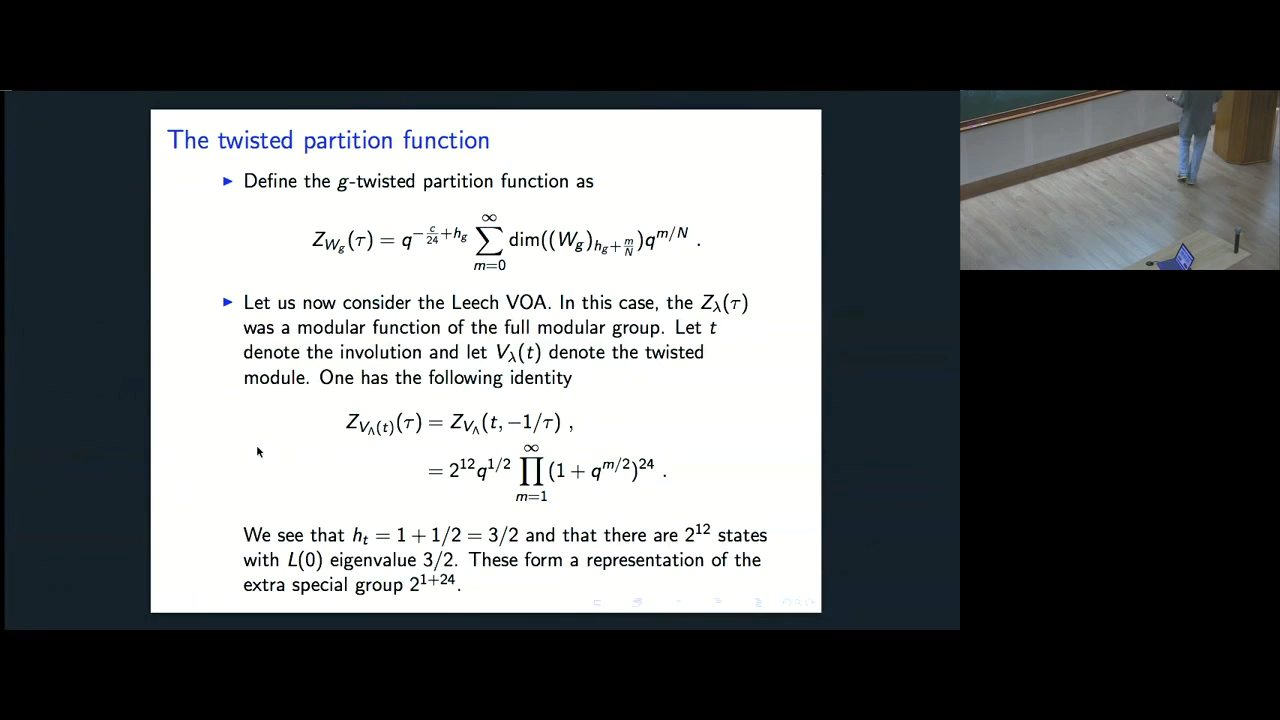 The twisted partition function
▶ Define the g-twisted partition function as
Z_{W_g}(τ) = q^{-\frac{c}{24}+h_g} \sum_{m=0}^{∞} dim((W_g)_{h_g+\frac{m}{N}})q^{m/N} .
▶ Let us now consider the Leech VOA. In this case, the Z_λ(τ)
was a modular function of the full modular group. Let t
denote the involution and let V_λ(t) denote the twisted
module. One has the following identity
Z_{V_Λ(t)}(τ) = Z_{V_Λ}(t, −1/τ) ,
= 2^{12}q^{1/2} \prod_{m=1}^{∞} (1 + q^{m/2})^{24} .
We see that h_t = 1 + 1/2 = 3/2 and that there are 2^{12} states
with L(0) eigenvalue 3/2. These form a representation of the
extra special group 2^{1+24}.